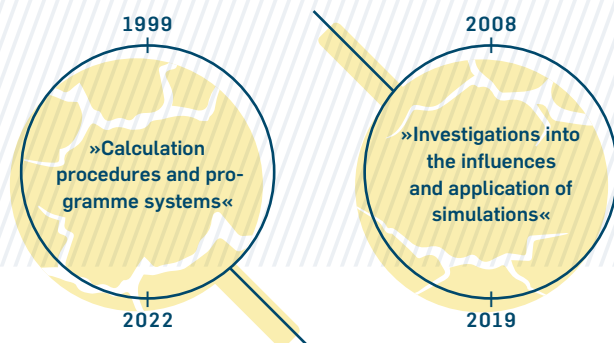 1999
»Calculation
procedures and pro-
gramme systems«
2022
2008
»Investigations into
the influences
and application of
simulations«
2019